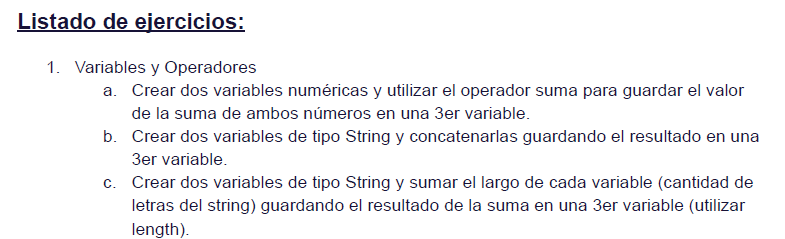 Listado de ejercicios:
1. Variables y Operadores
a. Crear dos variables numéricas y utilizar el operador suma para guardar el valor
de la suma de ambos números en una 3er variable.
b. Crear dos variables de tipo String y concatenarlas guardando el resultado en una
3er variable.
c. Crear dos variables de tipo String y sumar el largo de cada variable (cantidad de
letras del string) guardando el resultado de la suma en una 3er variable (utilizar
length).